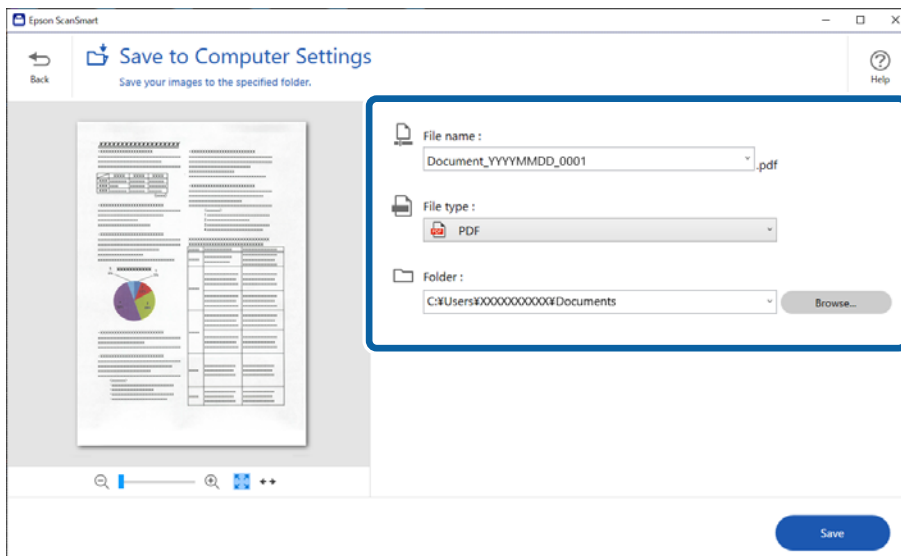 Epson ScanSmart
Back
Save to Computer Settings
Save your images to the specified folder.
Help
File name :
Document_YYYYMMDD_0001
.pdf
File type :
PDF
Folder :
C:¥Users¥XXXXXXXXXXX¥Documents
Browse...
Save